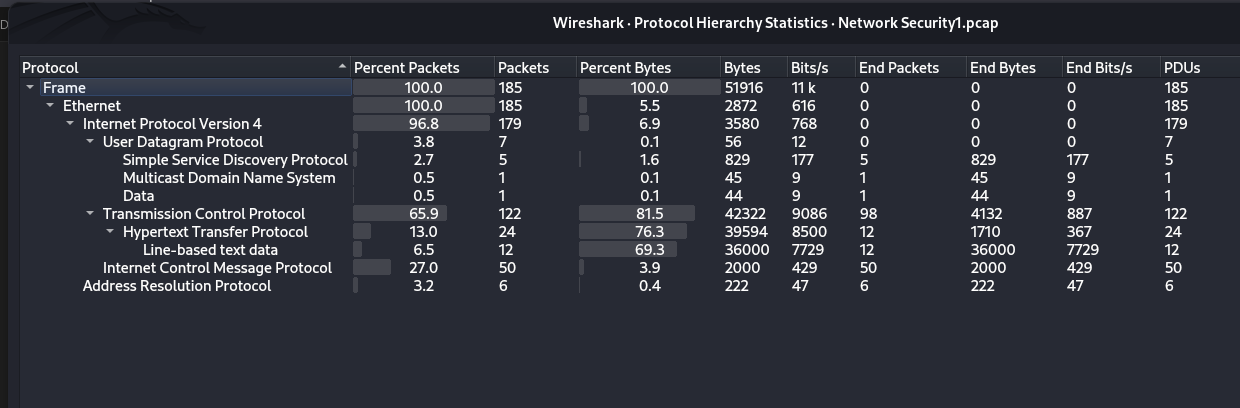 D
Wireshark · Protocol Hierarchy Statistics · Network Security1.pcap
Protocol Percent Packets Packets Percent Bytes Bytes Bits/s End Packets End Bytes End Bits/s PDUs
Frame 100.0 185 100.0 51916 11 k 0 0 0 185
Ethernet 100.0 185 5.5 2872 616 0 0 0 185
Internet Protocol Version 4 96.8 179 6.9 3580 768 0 0 0 179
User Datagram Protocol 3.8 7 0.1 56 12 0 0 0 7
Simple Service Discovery Protocol 2.7 5 1.6 829 177 5 829 177 5
Multicast Domain Name System 0.5 1 0.1 45 9 1 45 9 1
Data 0.5 1 0.1 44 9 1 44 9 1
Transmission Control Protocol 65.9 122 81.5 42322 9086 98 4132 887 122
Hypertext Transfer Protocol 13.0 24 76.3 39594 8500 12 1710 367 24
Line-based text data 6.5 12 69.3 36000 7729 12 36000 7729 12
Internet Control Message Protocol 27.0 50 3.9 2000 429 50 2000 429 50
Address Resolution Protocol 3.2 6 0.4 222 47 6 222 47 6